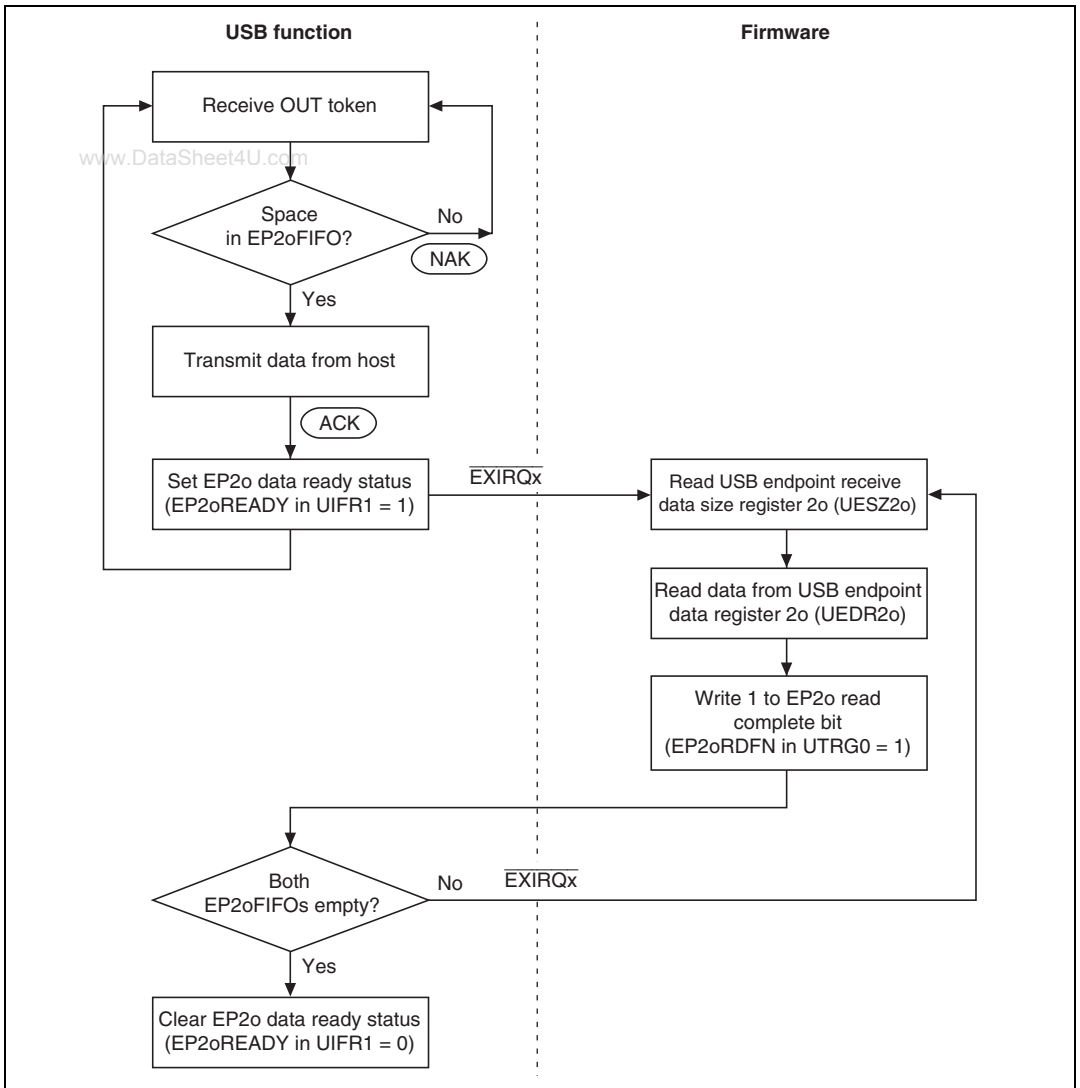 USB function
Firmware
Receive OUT token
www.DataSheet4U.com
Space
in EP2oFIFO?
No
NAK
Yes
Transmit data from host
ACK
Set EP2o data ready status
(EP2oREADY in UIFR1 = 1)
EXIRQx
Read USB endpoint receive
data size register 2o (UESZ2o)
Read data from USB endpoint
data register 2o (UEDR2o)
Write 1 to EP2o read
complete bit
(EP2oRDFN in UTRG0 = 1)
Both
EP2oFIFOs empty?
No
EXIRQx
Yes
Clear EP2o data ready status
(EP2oREADY in UIFR1 = 0)